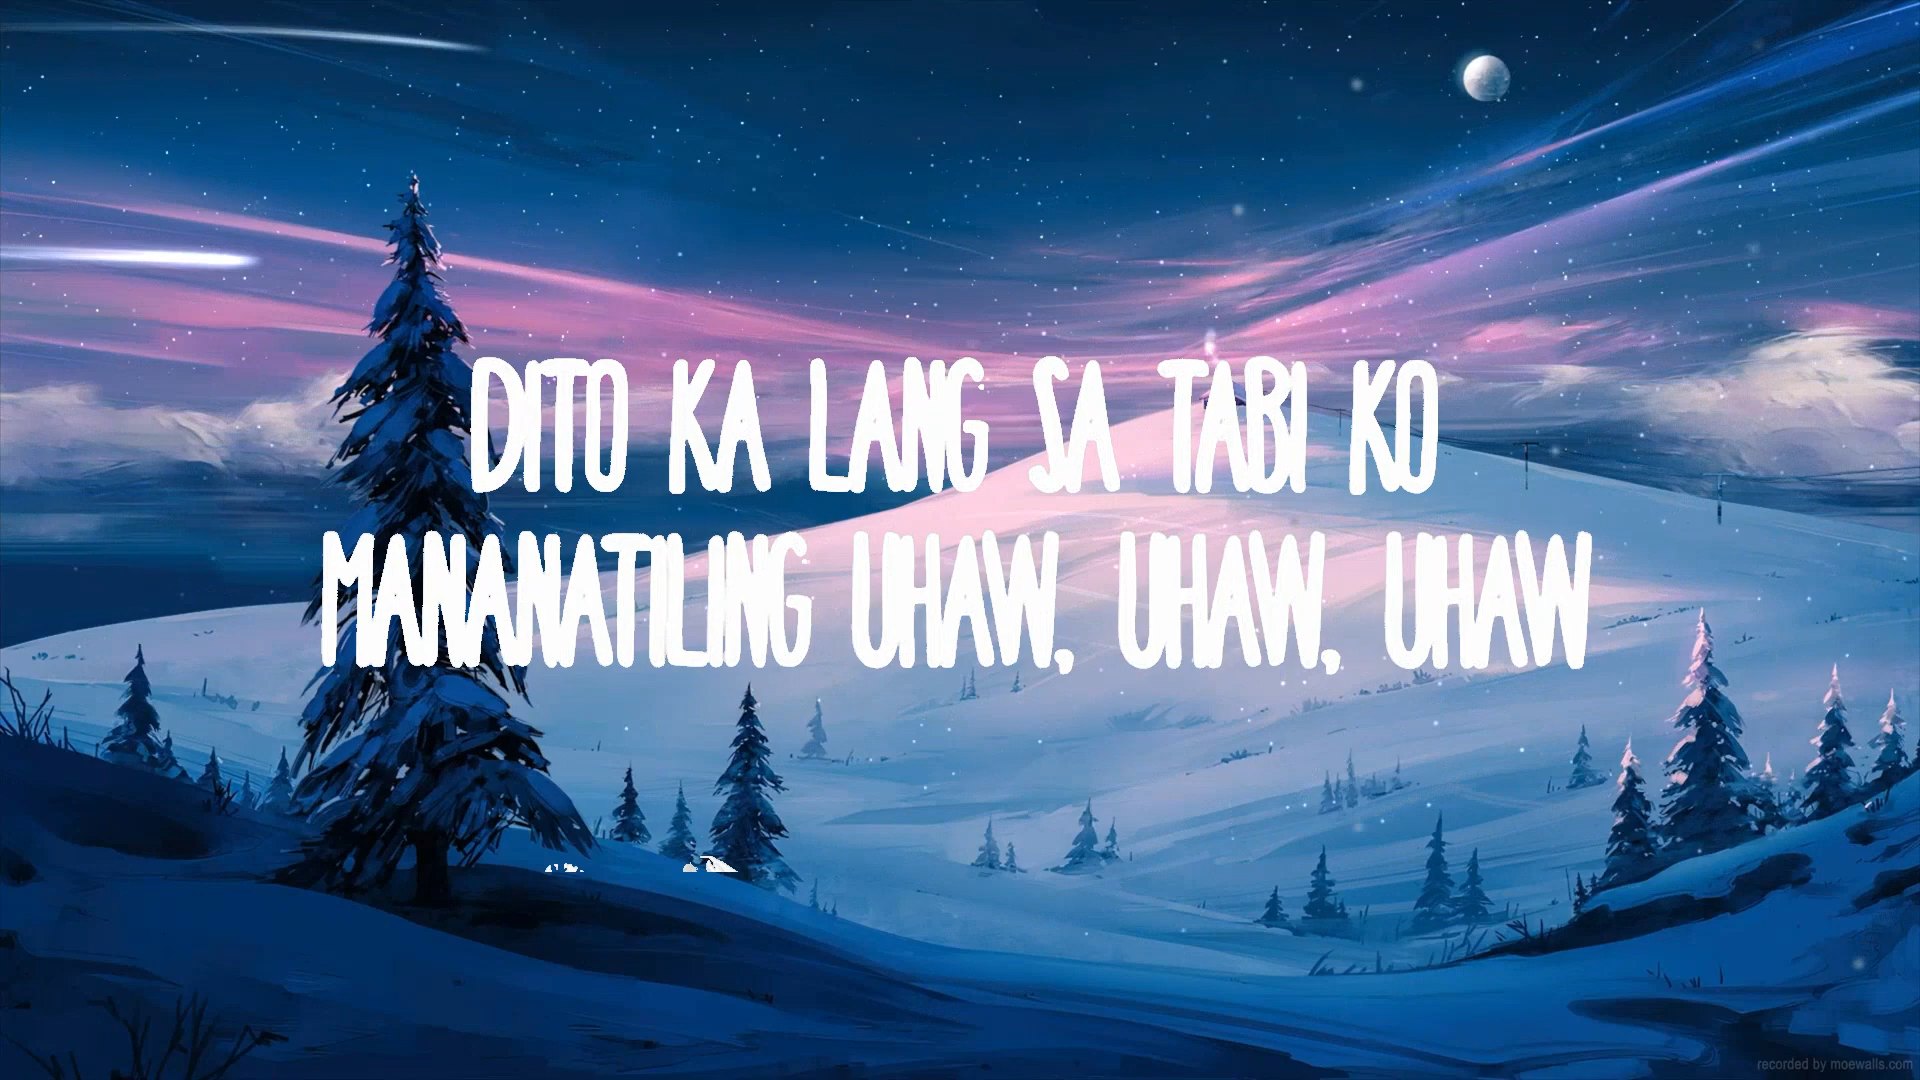 DITO KA LANG SA TABI KO
MANANATILING UHAW, UHAW, UHAW
recorded by moewalls.com